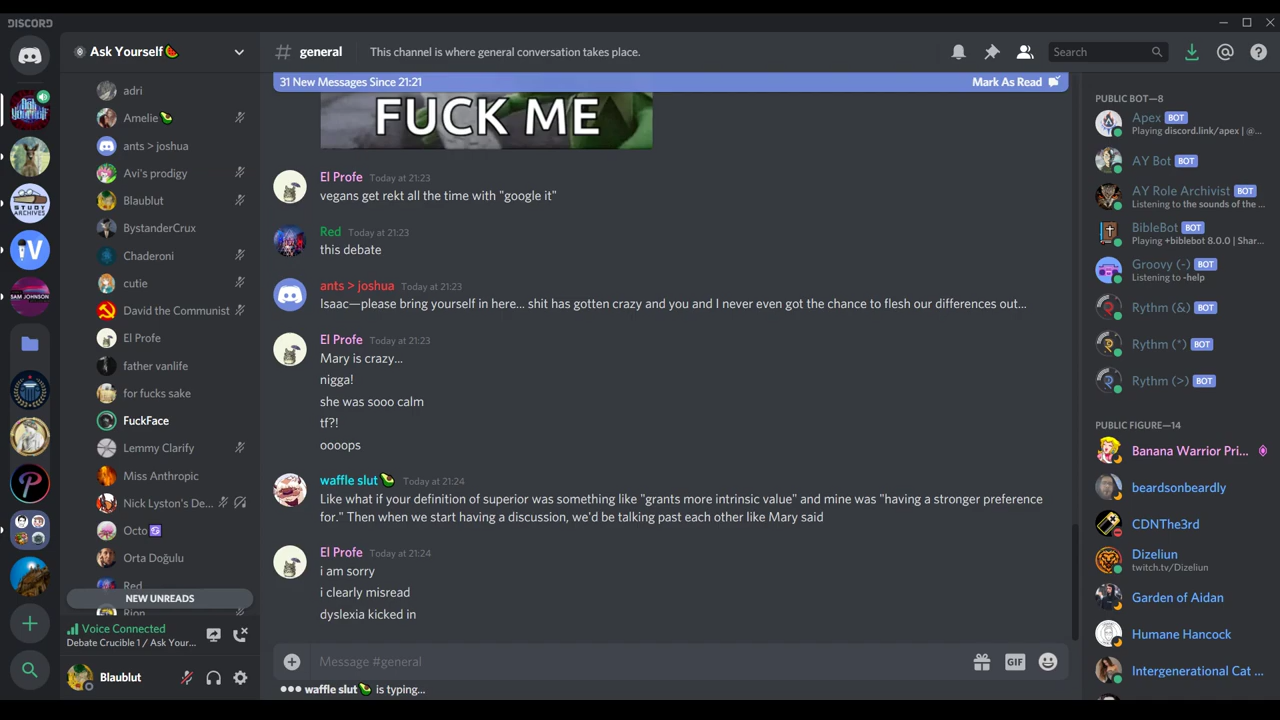 DISCORD
Ask Yourself🍉
# general
This channel is where general conversation takes place.
Search
31 New Messages Since 21:21
Mark As Read
adri
Amelie🥑
ants > joshua
Avi's prodigy
Blaublut
BystanderCrux
Chaderoni
cutie
David the Communist
El Profe
father vanlife
for fucks sake
FuckFace
Lemmy Clarify
Miss Anthropic
Nick Lyston's De...
Octo
Orta Doğulu
Red
NEW UNREADS
Rion
Voice Connected
Debate Crucible 1 / Ask Your...
Blaublut
SAM JOHNSON
FUCK ME
El Profe Today at 21:23
vegans get rekt all the time with "google it"
Red Today at 21:23
this debate
ants > joshua Today at 21:23
Isaac—please bring yourself in here... shit has gotten crazy and you and I never even got the chance to flesh our differences out...
El Profe Today at 21:23
Mary is crazy...
nigga!
she was sooo calm
tf?!
oooops
waffle slut🥑 Today at 21:24
Like what if your definition of superior was something like "grants more intrinsic value" and mine was "having a stronger preference
for." Then when we start having a discussion, we'd be talking past each other like Mary said
El Profe Today at 21:24
i am sorry
i clearly misread
dyslexia kicked in
Message #general
GIF
waffle slut🥑 is typing...
PUBLIC BOT—8
Apex BOT
Playing discord.link/apex | @...
AY Bot BOT
AY Role Archivist BOT
Listening to the sounds of the ...
BibleBot BOT
Playing +biblebot 8.0.0 | Shar...
Groovy (-) BOT
Listening to -help
Rythm (&) BOT
Rythm (*) BOT
Rythm (>) BOT
PUBLIC FIGURE—14
Banana Warrior Pri...
beardsonbeardly
CDNThe3rd
Dizeliun
twitch.tv/Dizeliun
Garden of Aidan
Humane Hancock
Intergenerational Cat ...